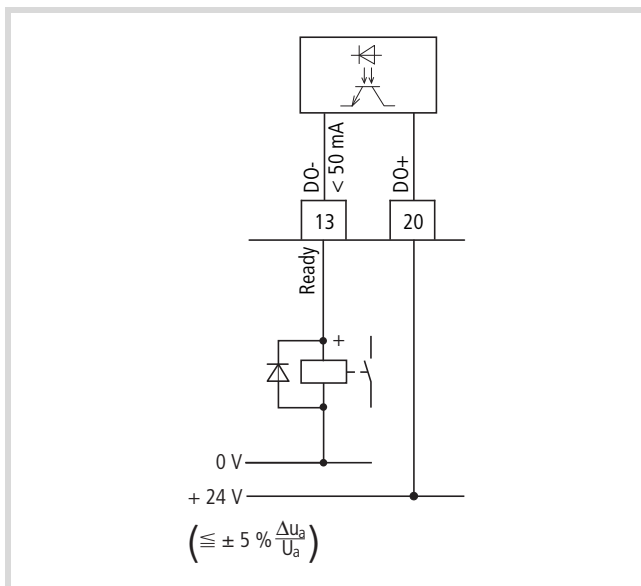 DO-
< 50 mA
DO+
13
20
Ready
+
0 V
+ 24 V
(≦ ± 5 % Δuₐ/Uₐ)